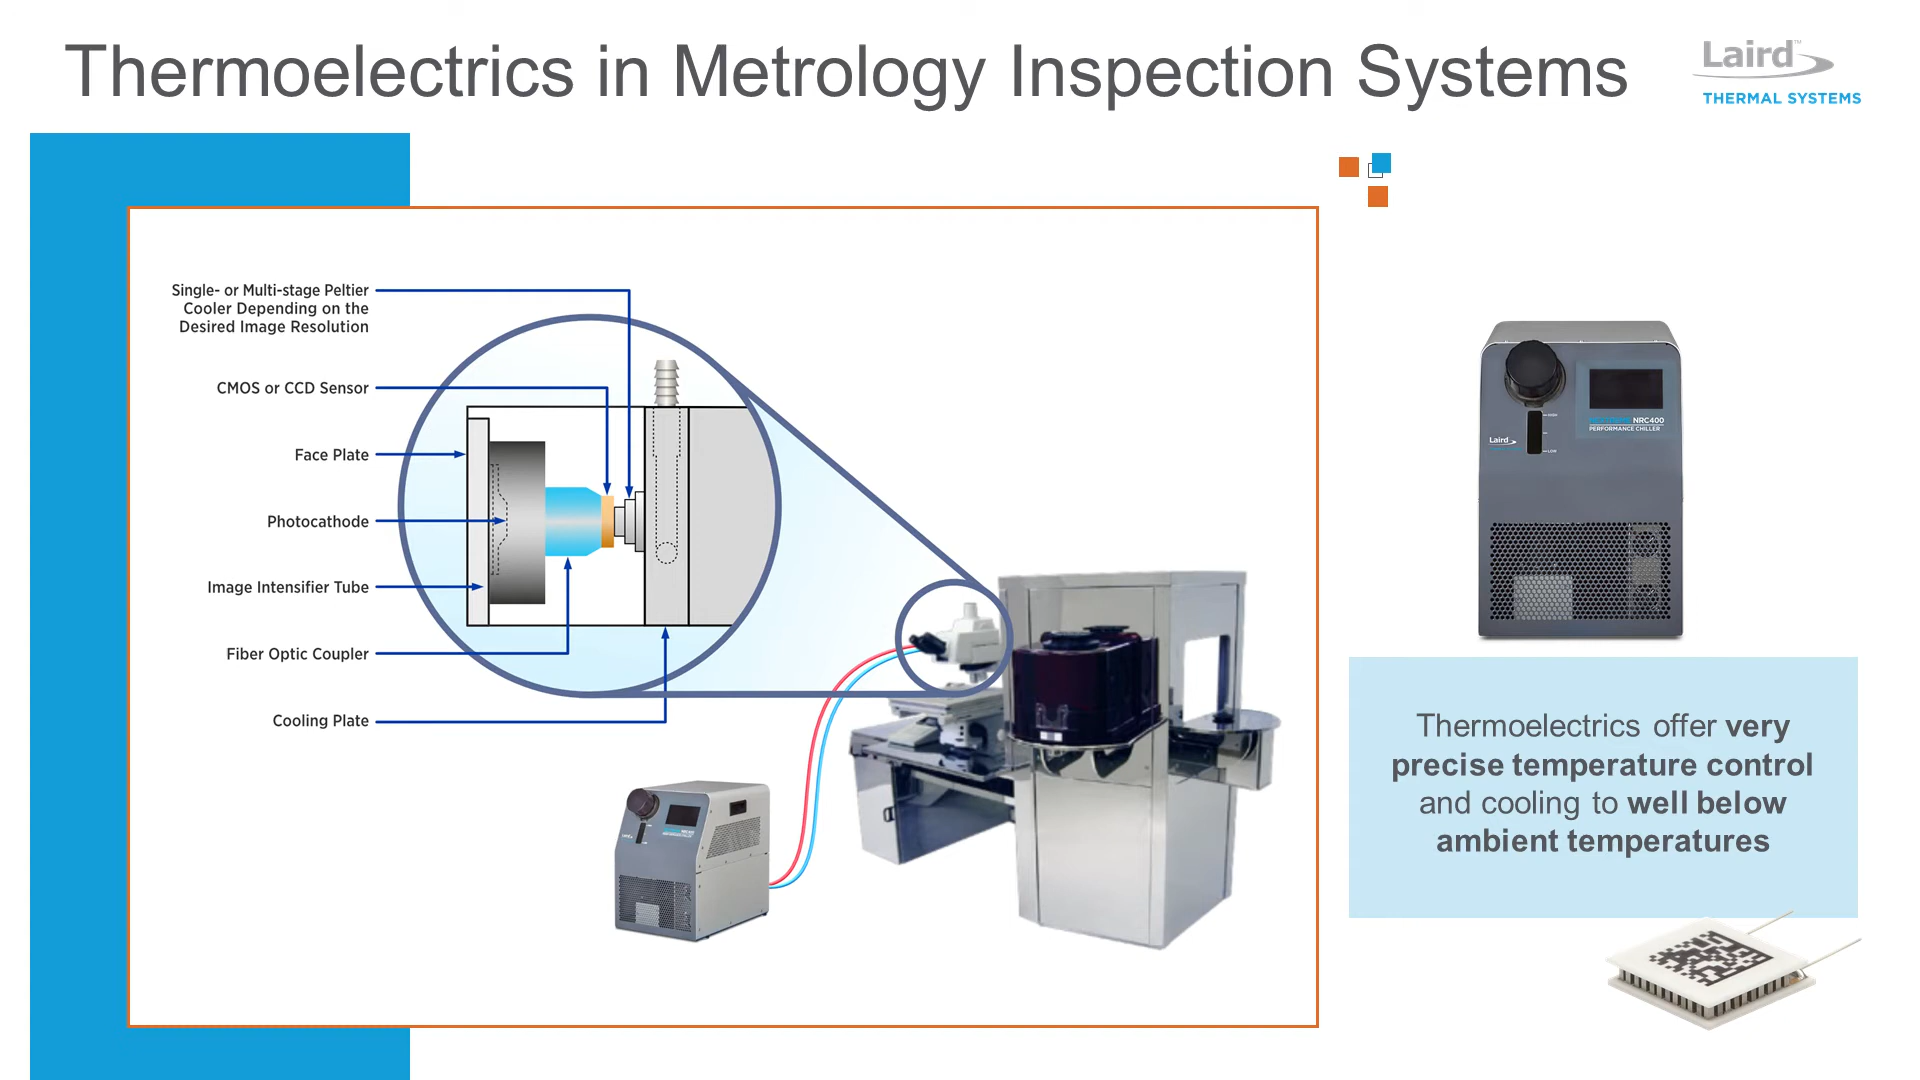 Thermoelectrics in Metrology Inspection Systems
Laird™
THERMAL SYSTEMS
Single- or Multi-stage Peltier
Cooler Depending on the
Desired Image Resolution
CMOS or CCD Sensor
Face Plate
Photocathode
Image Intensifier Tube
Fiber Optic Coupler
Cooling Plate
NRC400
PERFORMANCE CHILLER
Laird
LOW
Thermoelectrics offer very
precise temperature control
and cooling to well below
ambient temperatures